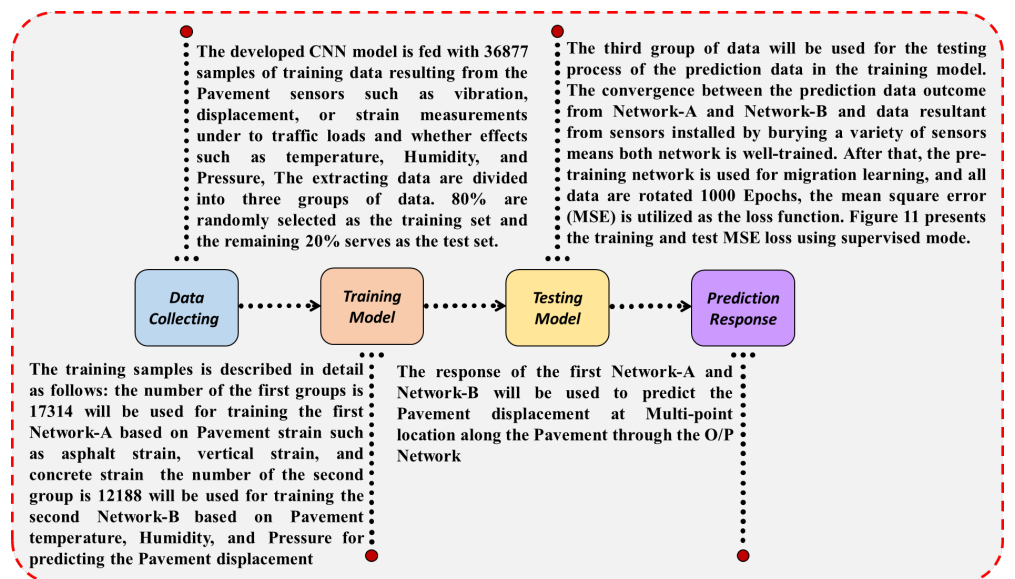 The developed CNN model is fed with 36877
samples of training data resulting from the
Pavement sensors such as vibration,
displacement, or strain measurements
under to traffic loads and whether effects
such as temperature, Humidity, and
Pressure, The extracting data are divided
into three groups of data. 80% are
randomly selected as the training set and
the remaining 20% serves as the test set.
The third group of data will be used for the testing
process of the prediction data in the training model.
The convergence between the prediction data outcome
from Network-A and Network-B and data resultant
from sensors installed by burying a variety of sensors
means both network is well-trained. After that, the pre-
training network is used for migration learning, and all
data are rotated 1000 Epochs, the mean square error
(MSE) is utilized as the loss function. Figure 11 presents
the training and test MSE loss using supervised mode.
Data
Collecting
Training
Model
Testing
Model
Prediction
Response
The training samples is described in detail
as follows: the number of the first groups is
17314 will be used for training the first
Network-A based on Pavement strain such
as asphalt strain, vertical strain, and
concrete strain the number of the second
group is 12188 will be used for training the
second Network-B based on Pavement
temperature, Humidity, and Pressure for
predicting the Pavement displacement
The response of the first Network-A and
Network-B will be used to predict the
Pavement displacement at Multi-point
location along the Pavement through the O/P
Network